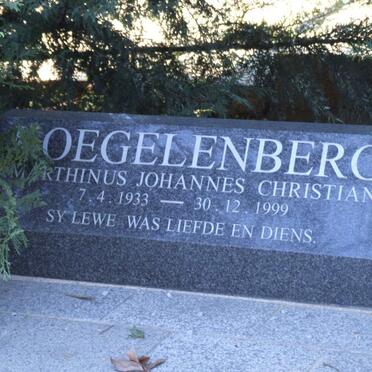 OEGELENBERG
MARTHINUS JOHANNES CHRISTIAN
7.4.1933 — 30.12.1999
SY LEWE WAS LIEFDE EN DIENS.